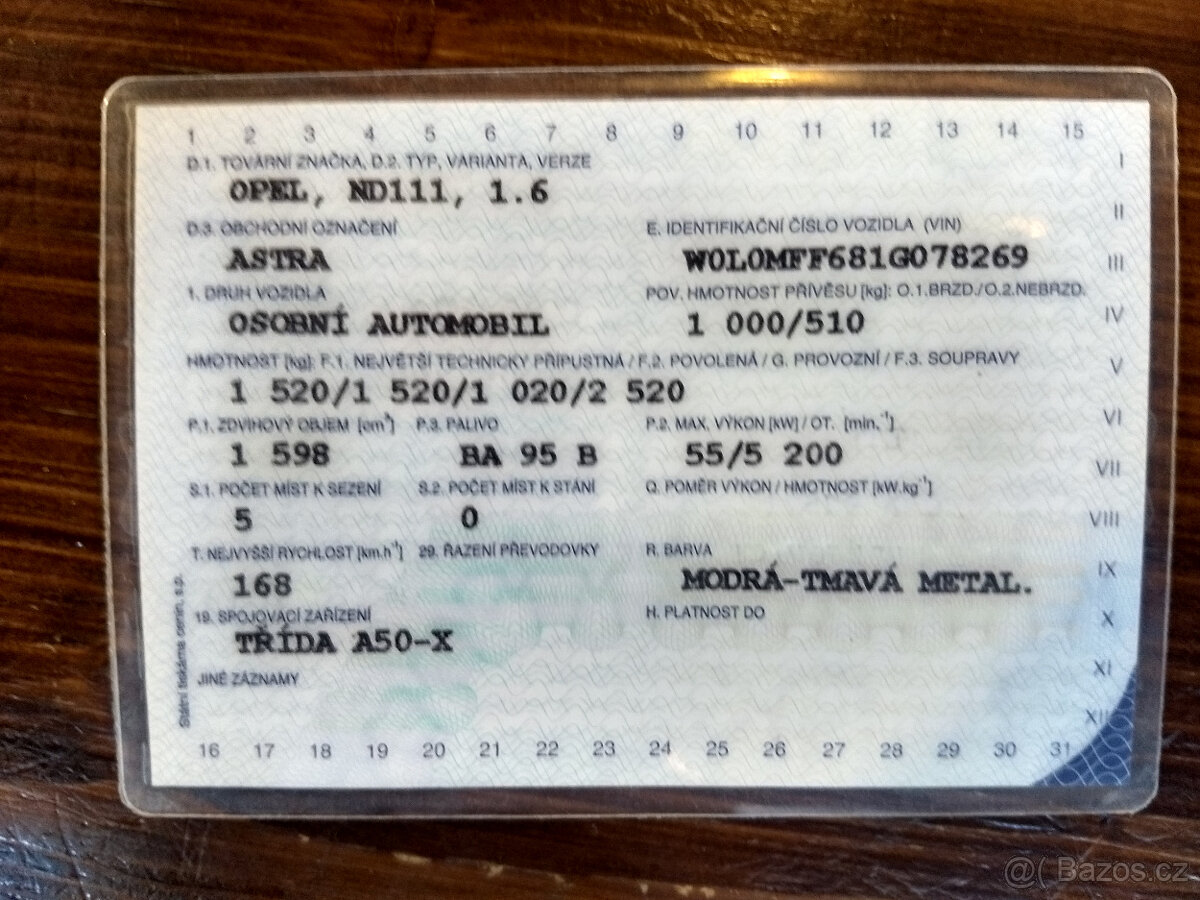 1 2 3 4 5 6 7 8 9 10 11 12 13 14 15
D.1. TOVÁRNÍ ZNAČKA, D.2. TYP, VARIANTA, VERZE I
OPEL, ND111, 1.6
II
D.3. OBCHODNÍ OZNAČENÍ E. IDENTIFIKAČNÍ ČÍSLO VOZIDLA (VIN)
ASTRA W0L0MFF681G078269 III
1. DRUH VOZIDLA POV. HMOTNOST PŘÍVĚSU [kg]: O.1.BRZD./O.2.NEBRZD.
OSOBNÍ AUTOMOBIL 1 000/510 IV
HMOTNOST [kg]: F.1. NEJVĚTŠÍ TECHNICKY PŘÍPUSTNÁ / F.2. POVOLENÁ / G. PROVOZNÍ / F.3. SOUPRAVY V
1 520/1 520/1 020/2 520
P.1. ZDVIHOVÝ OBJEM [cm³] P.3. PALIVO P.2. MAX. VÝKON [kW] / OT. [min.⁻¹] VI
1 598 BA 95 B 55/5 200 VII
S.1. POČET MÍST K SEZENÍ S.2. POČET MÍST K STÁNÍ Q. POMĚR VÝKON / HMOTNOST [kW.kg⁻¹]
5 0 VIII
T. NEJVYŠŠÍ RYCHLOST [km.h⁻¹] 29. ŘAZENÍ PŘEVODOVKY R. BARVA
168 MODRÁ-TMAVÁ METAL. IX
19. SPOJOVACÍ ZAŘÍZENÍ H. PLATNOST DO X
TŘÍDA A50-X
JINÉ ZÁZNAMY XI
XII
16 17 18 19 20 21 22 23 24 25 26 27 28 29 30 31
Státní tiskárna cenin, s.p.
@( Bazos.cz